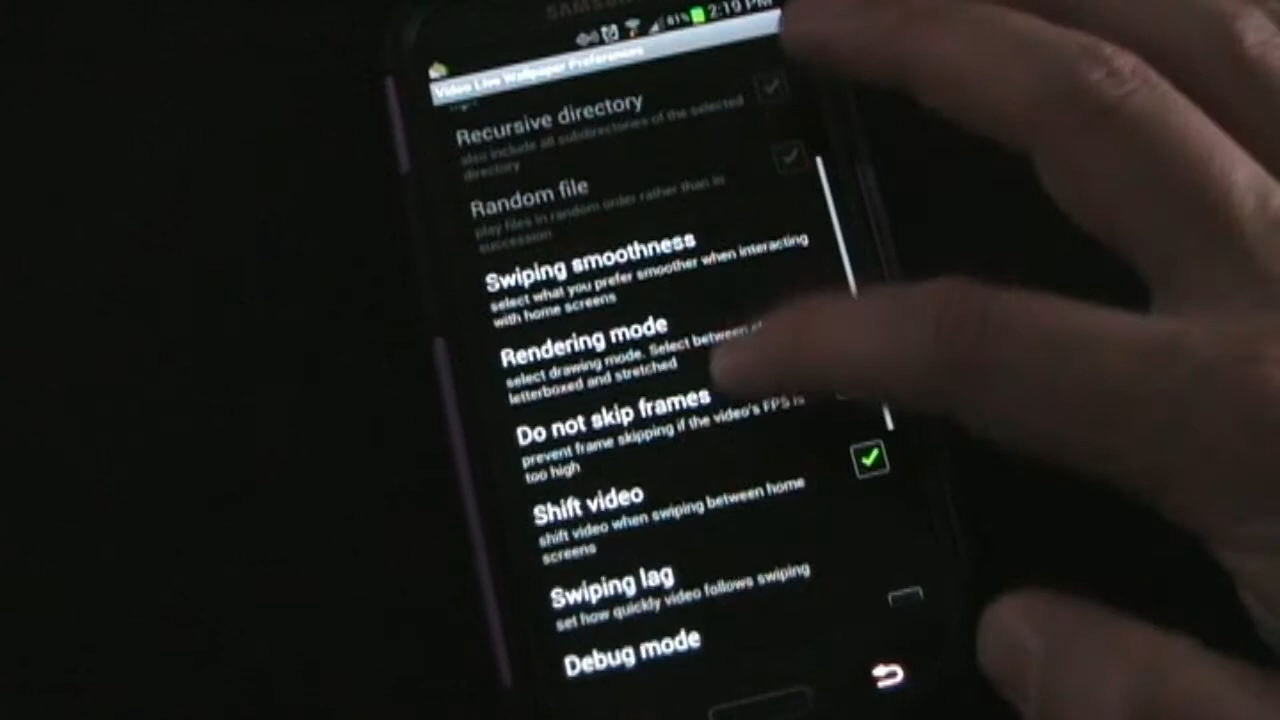 SAMSUNG
81% 2:19 PM
Video Live Wallpaper Preferences
Recursive directory
also include all subdirectories of the selected
directory
Random file
play files in random order rather than in
succession
Swiping smoothness
select what you prefer smoother when interacting
with home screens
Rendering mode
select drawing mode. Select between
letterboxed and stretched
Do not skip frames
prevent frame skipping if the video's FPS is
too high
Shift video
shift video when swiping between home
screens
Swiping lag
set how quickly video follows swiping
Debug mode